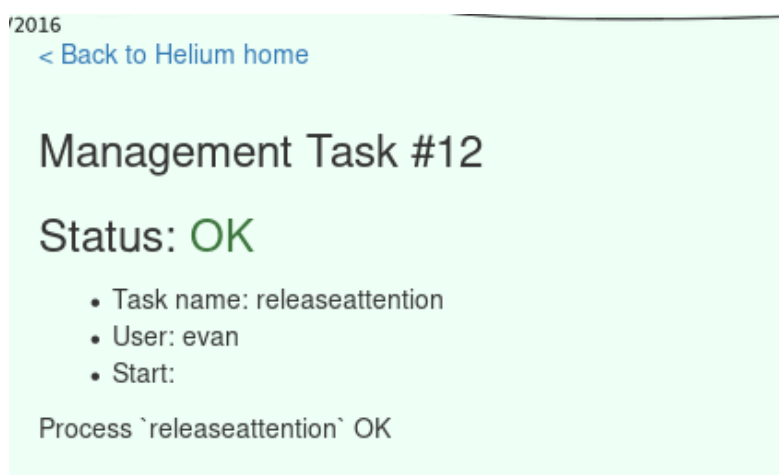 /2016
< Back to Helium home
Management Task #12
Status: OK
• Task name: releaseattention
• User: evan
• Start:
Process `releaseattention` OK